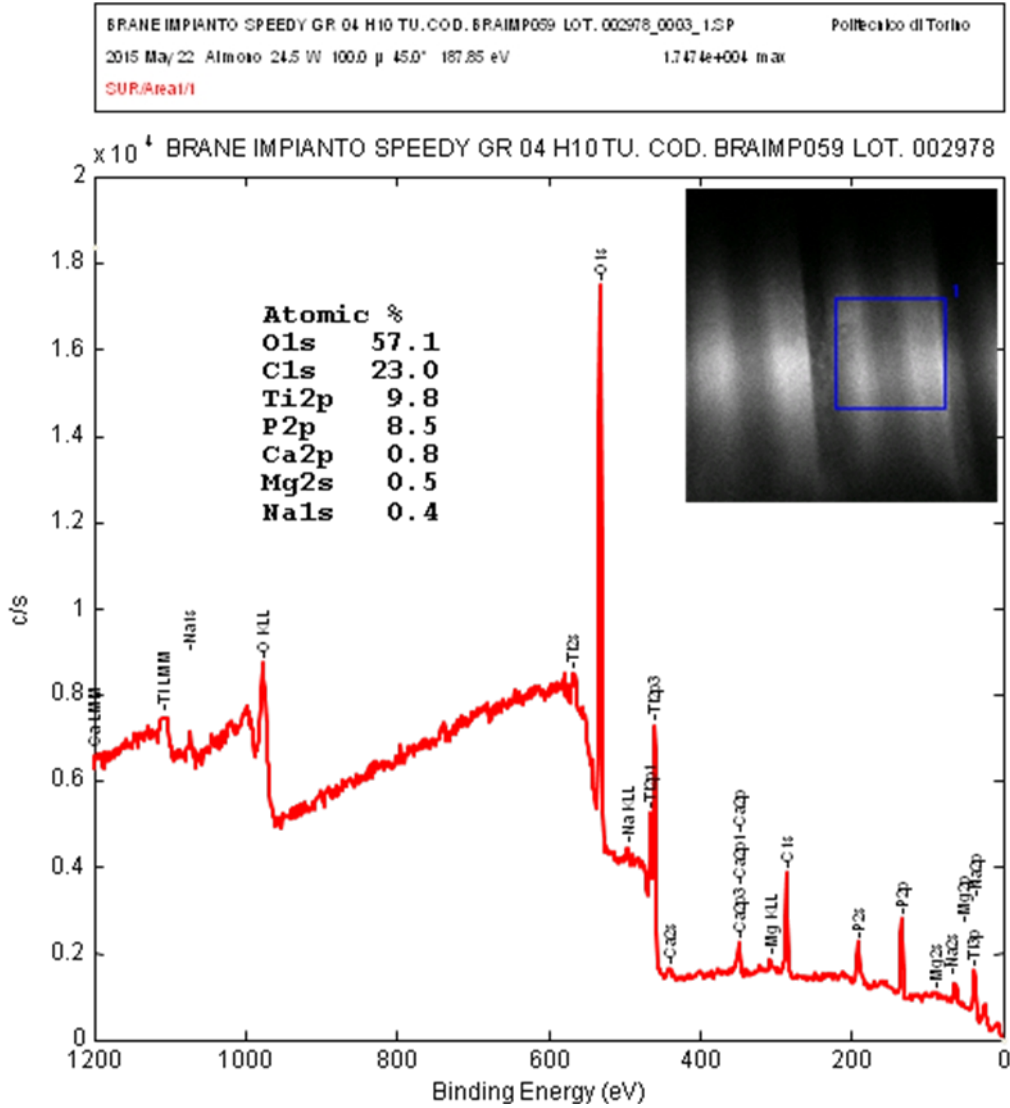 BRANE IMPIANTO SPEEDY GR 04 H10 TU. COD. BRAIMP059 LOT. 002978_0003_1.SP
Politecnico di Torino
2015 May 22 Al mono 24.5 W 100.0 µ 45.0° 187.85 eV
1.7474e+004 max
SUR/Area1/1
x 10⁴ BRANE IMPIANTO SPEEDY GR 04 H10 TU. COD. BRAIMP059 LOT. 002978
2
1.8
1.6
1.4
1.2
1
0.8
0.6
0.4
0.2
0
c/s
Atomic %
O1s 57.1
C1s 23.0
Ti2p 9.8
P2p 8.5
Ca2p 0.8
Mg2s 0.5
Na1s 0.4
1
Ca LMM
-Ti LMM
-Na1s
-O KLL
-Ti2s
-O1s
-Na KLL
-Ti2p1
-Ti2p3
-Ca2s
-Ca2p3 -Ca2p1 -Ca2p
-Mg KLL
-C1s
-P2s
-P2p
-Mg2s
-Na2s
-Mg2p
-Ti3p
-Na2p
1200 1000 800 600 400 200 0
Binding Energy (eV)